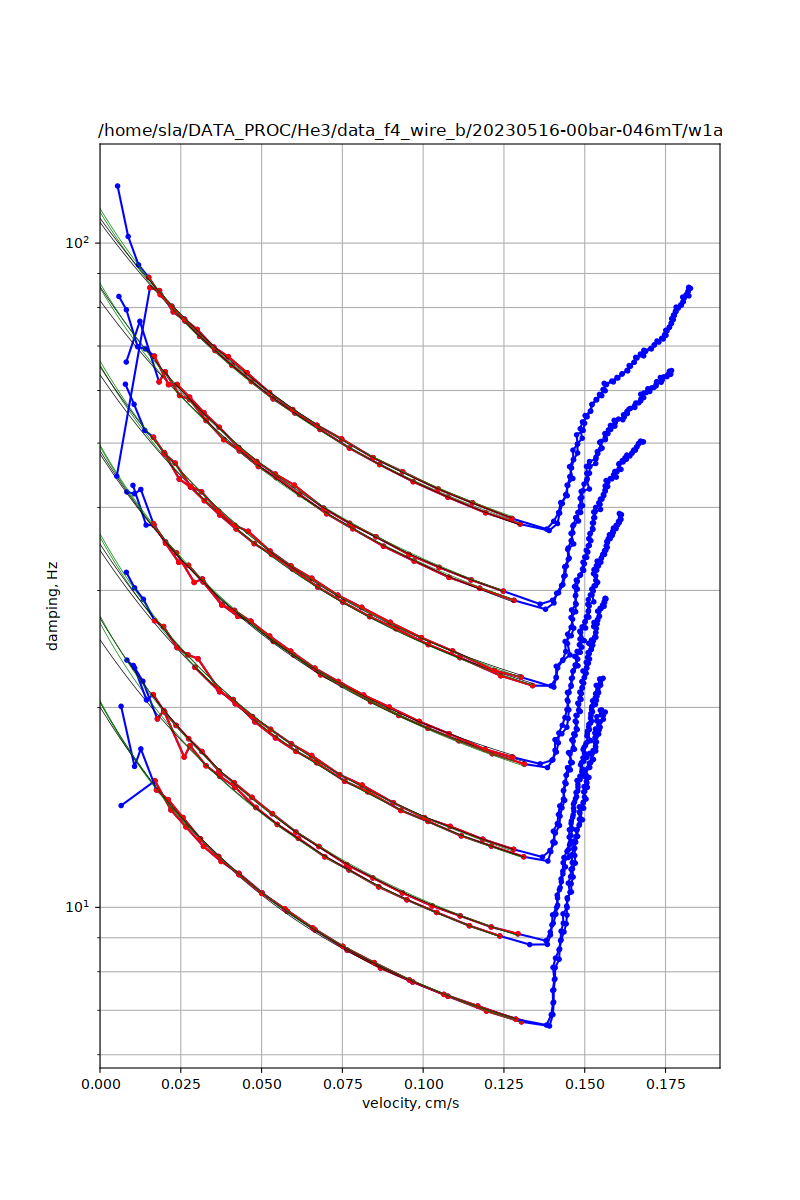 /home/sla/DATA_PROC/He3/data_f4_wire_b/20230516-00bar-046mT/w1a
10²
10¹
damping, Hz
0.000 0.025 0.050 0.075 0.100 0.125 0.150 0.175
velocity, cm/s